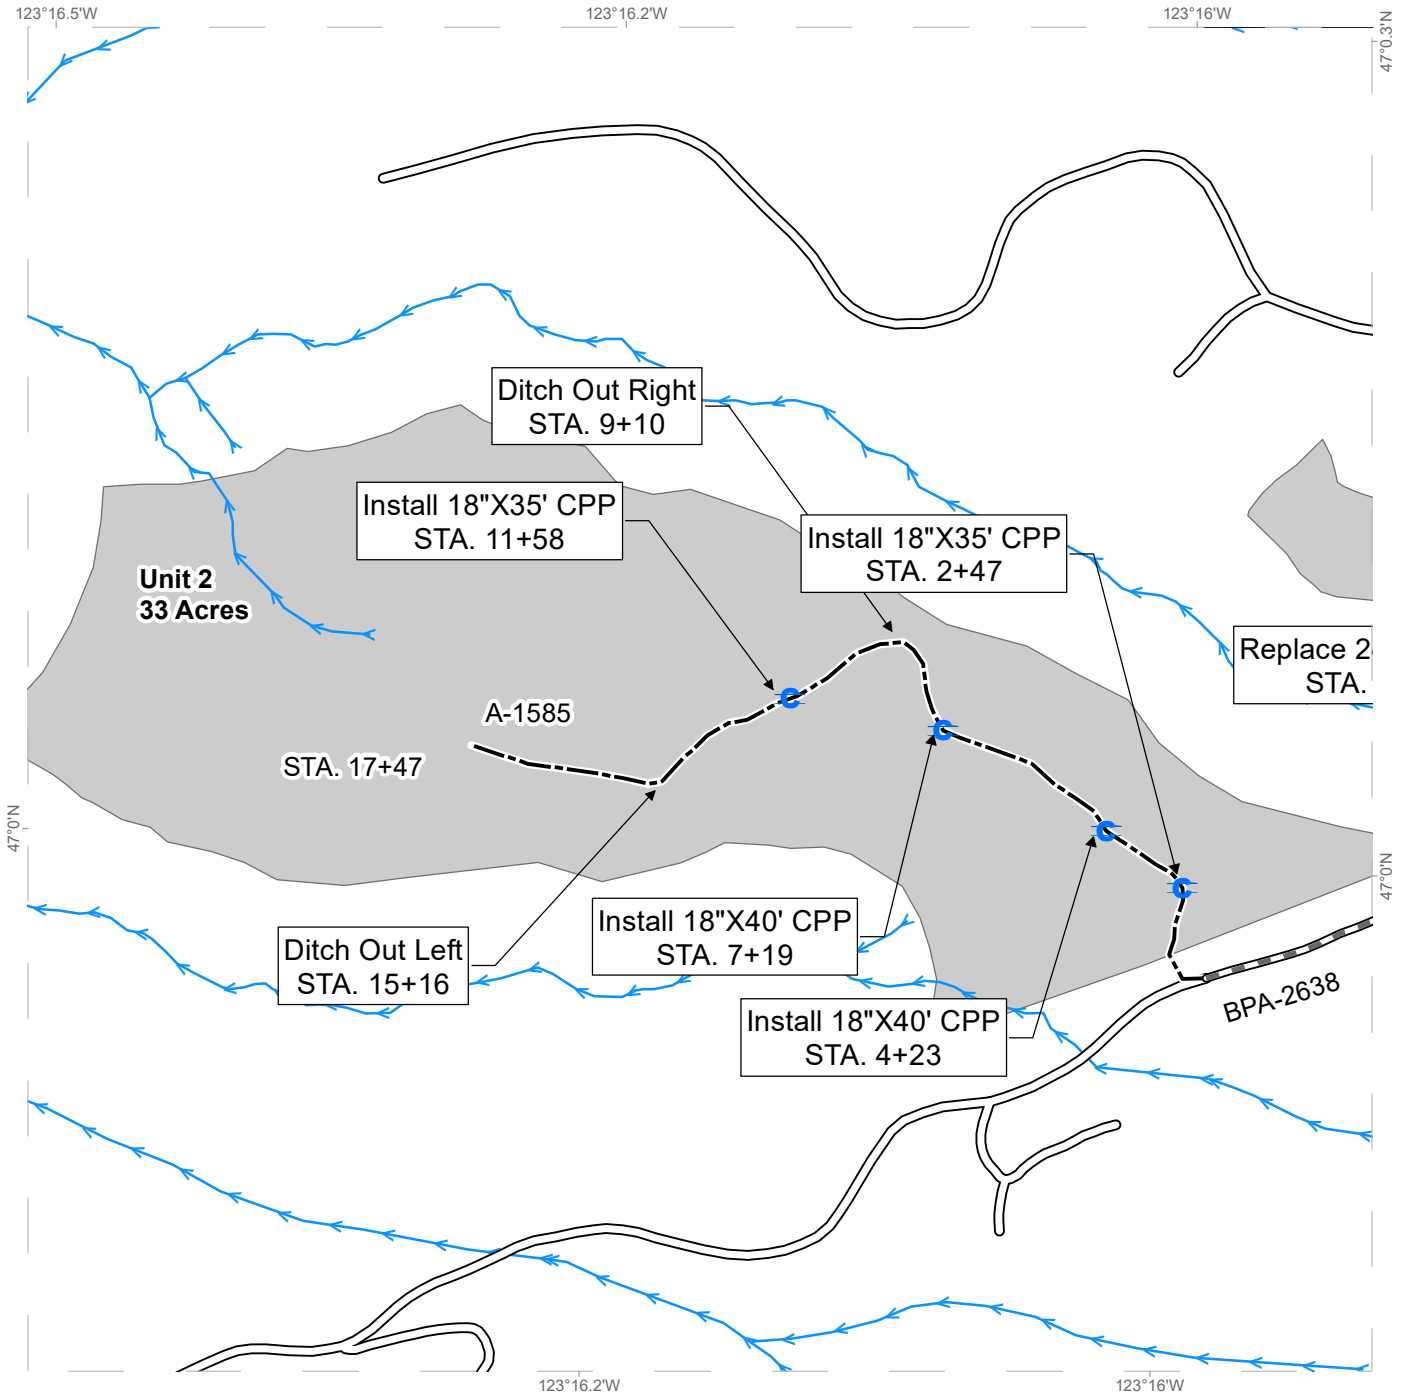 123°16.5'W
123°16.2'W
123°16'W
47°0.3'N
Ditch Out Right
STA. 9+10
Install 18"X35' CPP
STA. 11+58
Install 18"X35' CPP
STA. 2+47
Unit 2
33 Acres
Replace 2
STA.
A-1585
STA. 17+47
C
C
C
C
47°0'N
47°0'N
Install 18"X40' CPP
STA. 7+19
Ditch Out Left
STA. 15+16
BPA-2638
Install 18"X40' CPP
STA. 4+23
123°16.2'W
123°16'W